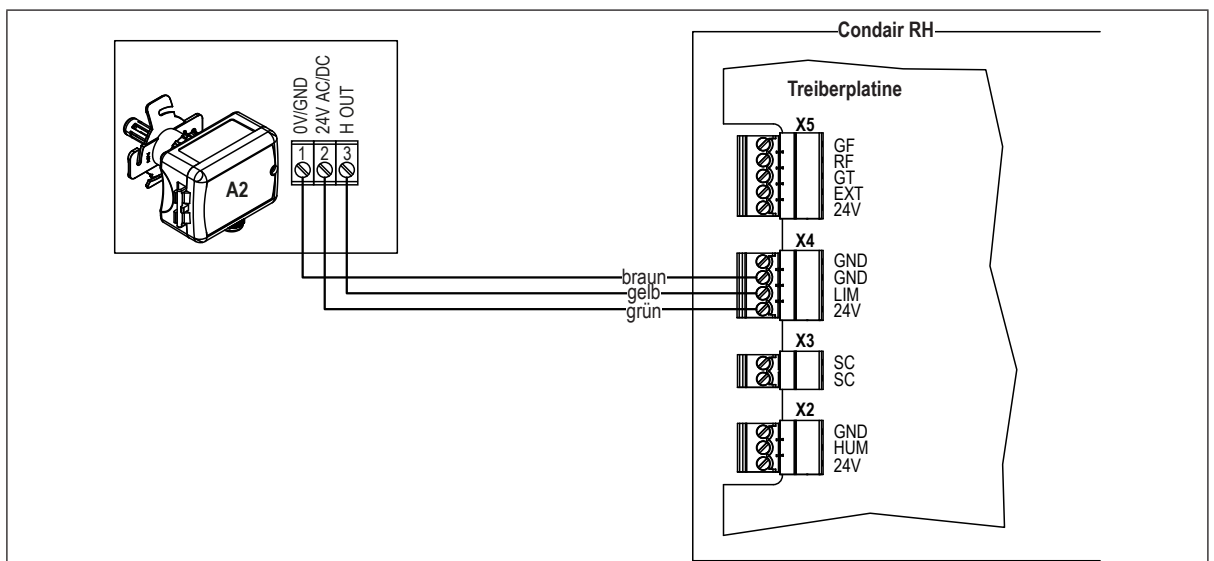 Condair RH
Treiberplatine
0V/GND
24V AC/DC
H OUT
1 2 3
A2
X5
GF
RF
GT
EXT
24V
X4
GND
GND
LIM
24V
braun
gelb
grün
X3
SC
SC
X2
GND
HUM
24V